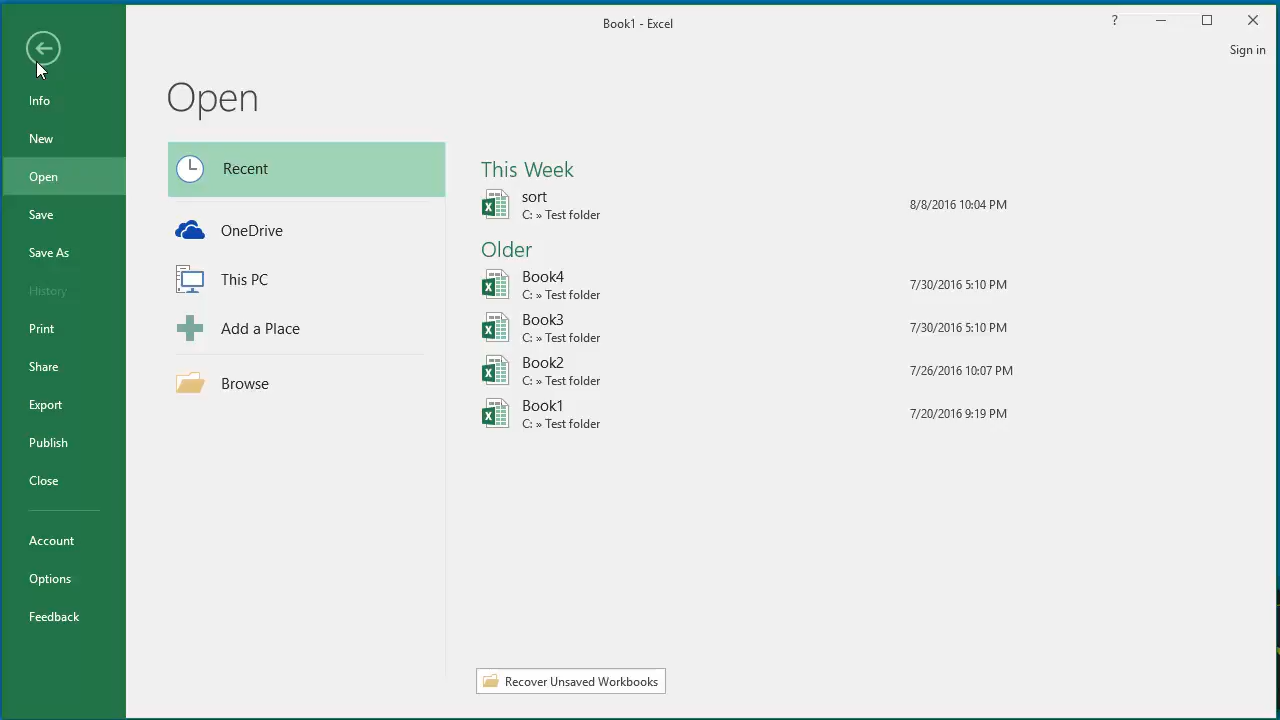 Book1 - Excel
?
Sign in
Info
New
Open
Save
Save As
History
Print
Share
Export
Publish
Close
Account
Options
Feedback
Open
Recent
OneDrive
This PC
Add a Place
Browse
This Week
sort
C: » Test folder
8/8/2016 10:04 PM
Older
Book4
C: » Test folder
7/30/2016 5:10 PM
Book3
C: » Test folder
7/30/2016 5:10 PM
Book2
C: » Test folder
7/26/2016 10:07 PM
Book1
C: » Test folder
7/20/2016 9:19 PM
Recover Unsaved Workbooks